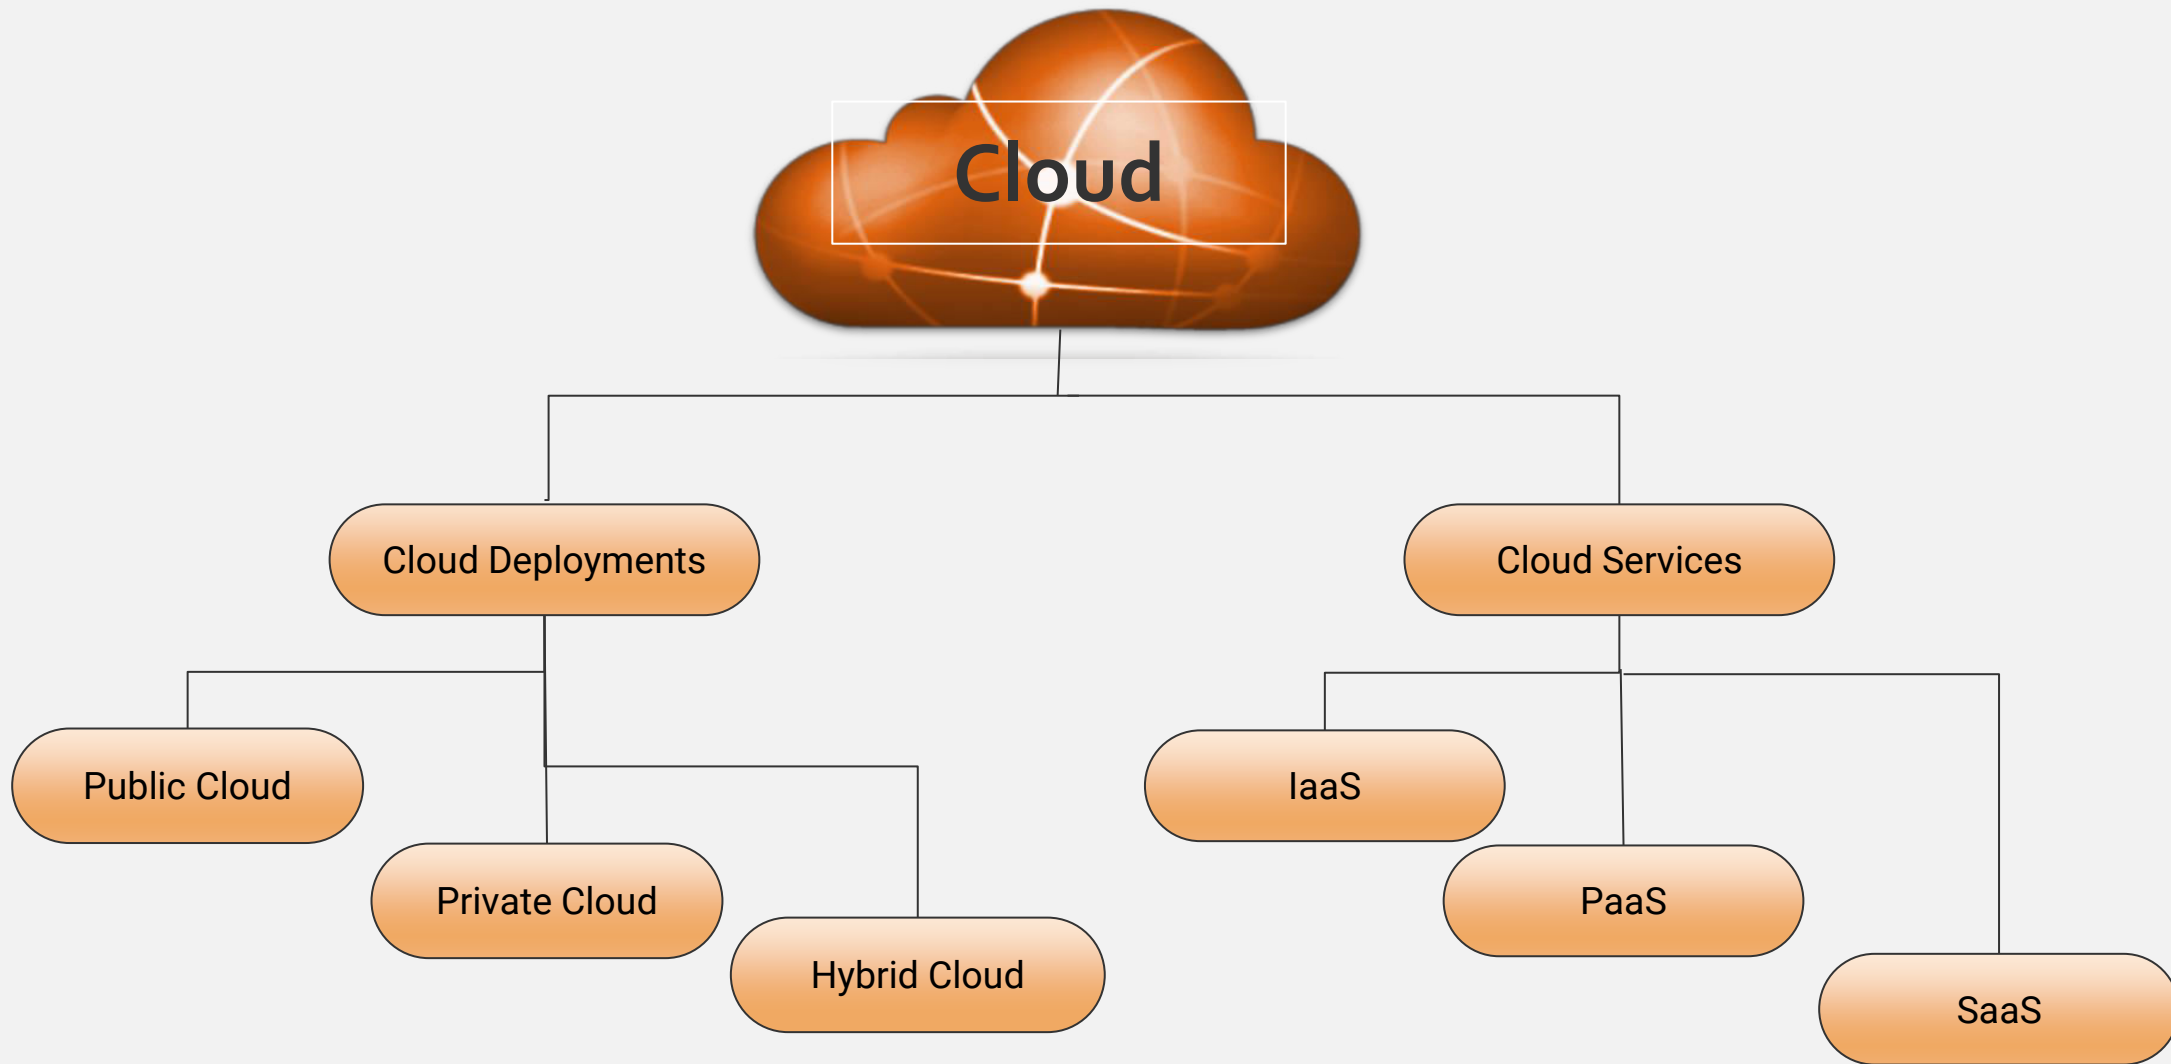 Cloud
Cloud Deployments
Cloud Services
Public Cloud
IaaS
Private Cloud
PaaS
Hybrid Cloud
SaaS